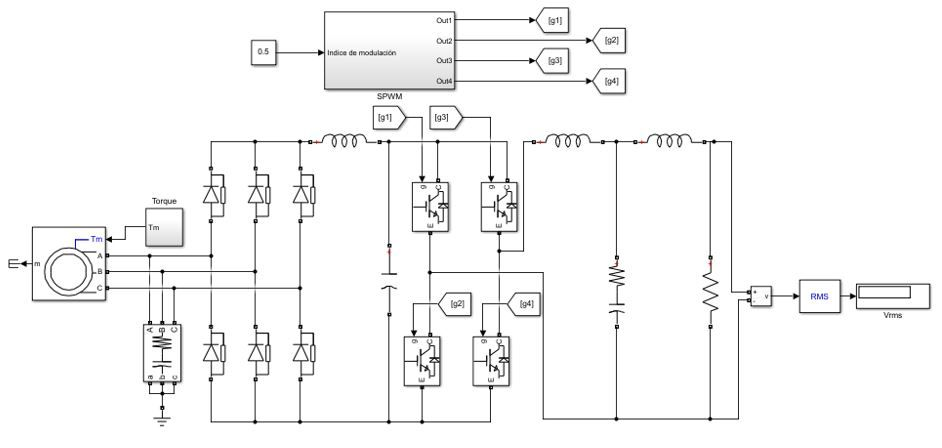 Out1
[g1]
0.5
Indice de modulación
Out2
[g2]
Out3
[g3]
Out4
[g4]
SPWM
[g1]
[g3]
g
C
E
g
C
E
Torque
Tm
Tm
m
A
B
C
A B C
a b c
[g2]
[g4]
g
C
E
g
C
E
+
-
v
RMS
Vrms